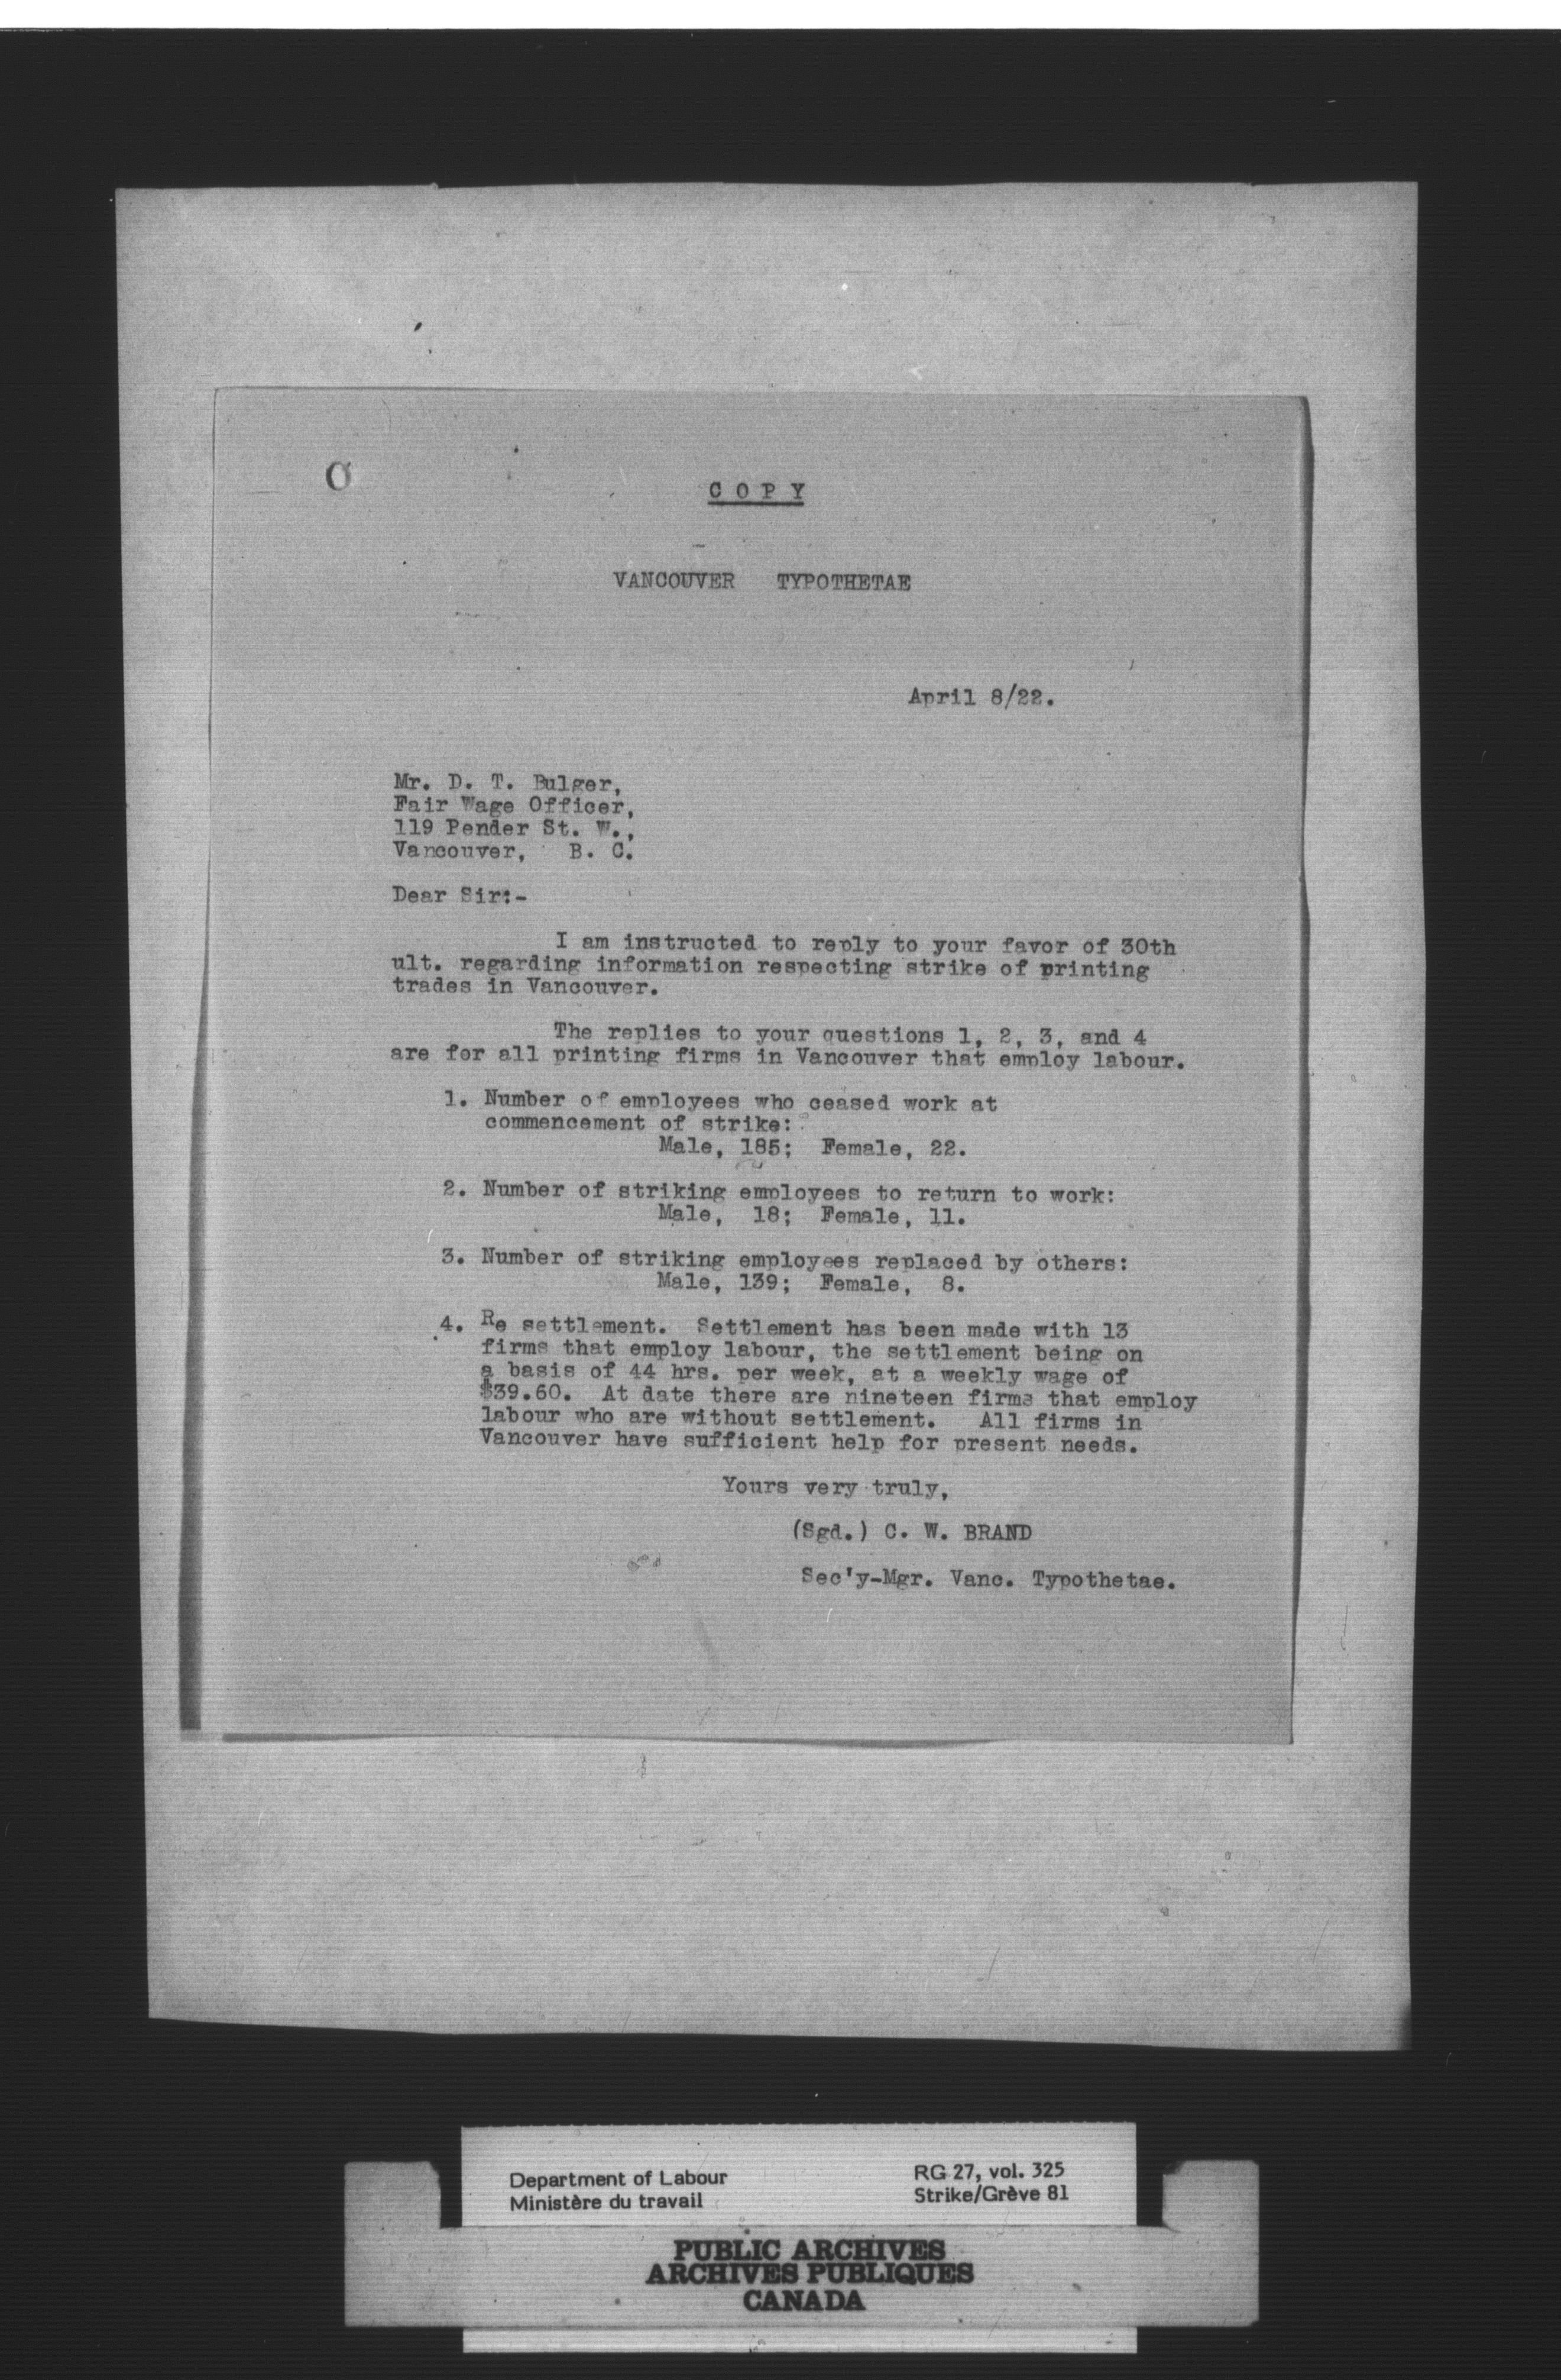 C O P Y
VANCOUVER TYPOTHETAE
April 8/22.
Mr. D. T. Bulger,
Fair Wage Officer,
119 Pender St. W.,
Vancouver, B. C.
Dear Sir:-
I am instructed to reply to your favor of 30th
ult. regarding information respecting strike of printing
trades in Vancouver.
The replies to your questions 1, 2, 3, and 4
are for all printing firms in Vancouver that employ labour.
1. Number of employees who ceased work at
commencement of strike:
Male, 185; Female, 22.
2. Number of striking employees to return to work:
Male, 18; Female, 11.
3. Number of striking employees replaced by others:
Male, 139; Female, 8.
4. Re settlement. Settlement has been made with 13
firms that employ labour, the settlement being on
a basis of 44 hrs. per week, at a weekly wage of
$39.60. At date there are nineteen firms that employ
labour who are without settlement. All firms in
Vancouver have sufficient help for present needs.
Yours very truly,
(Sgd.) C. W. BRAND
Sec'y-Mgr. Vanc. Typothetae.
Department of Labour
Ministère du travail
RG 27, vol. 325
Strike/Grève 81
PUBLIC ARCHIVES
ARCHIVES PUBLIQUES
CANADA